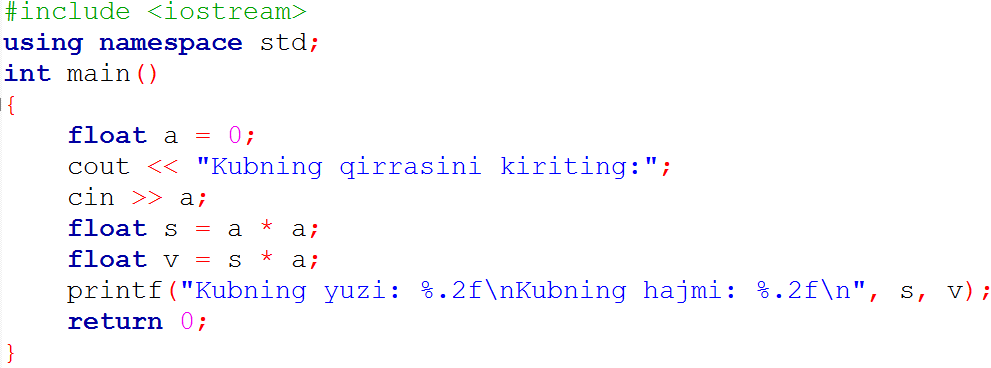 #include <iostream>
using namespace std;
int main()
{
    float a = 0;
    cout << "Kubning qirrasini kiriting:";
    cin >> a;
    float s = a * a;
    float v = s * a;
    printf("Kubning yuzi: %.2f\nKubning hajmi: %.2f\n", s, v);
    return 0;
}